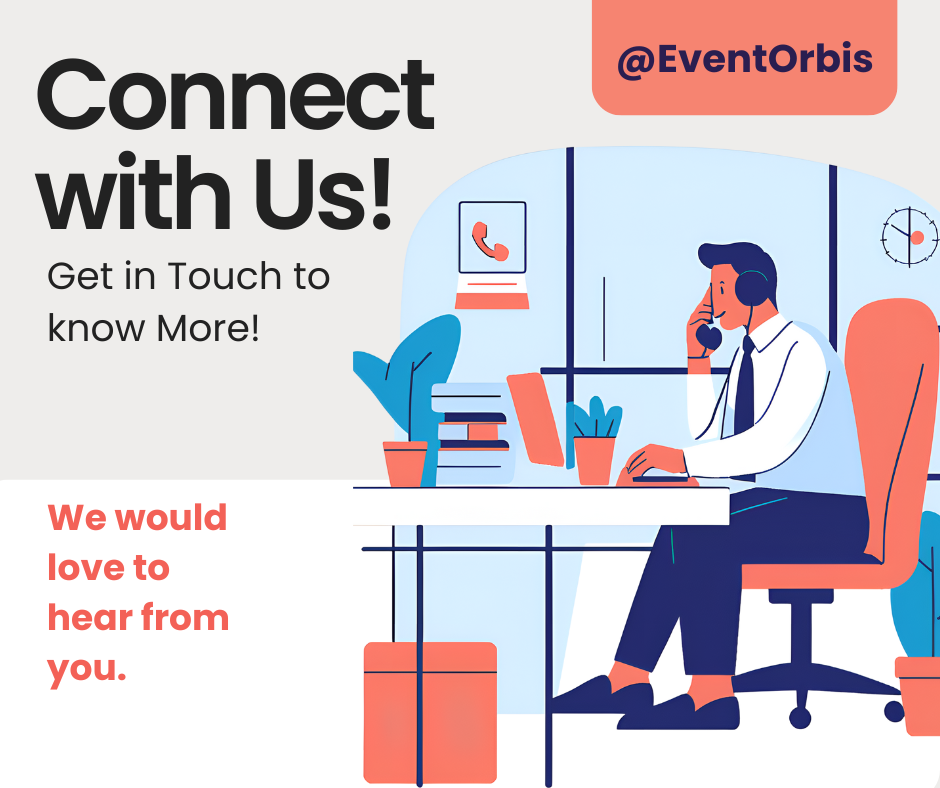 @EventOrbis
Connect
with Us!
Get in Touch to
know More!
We would
love to
hear from
you.